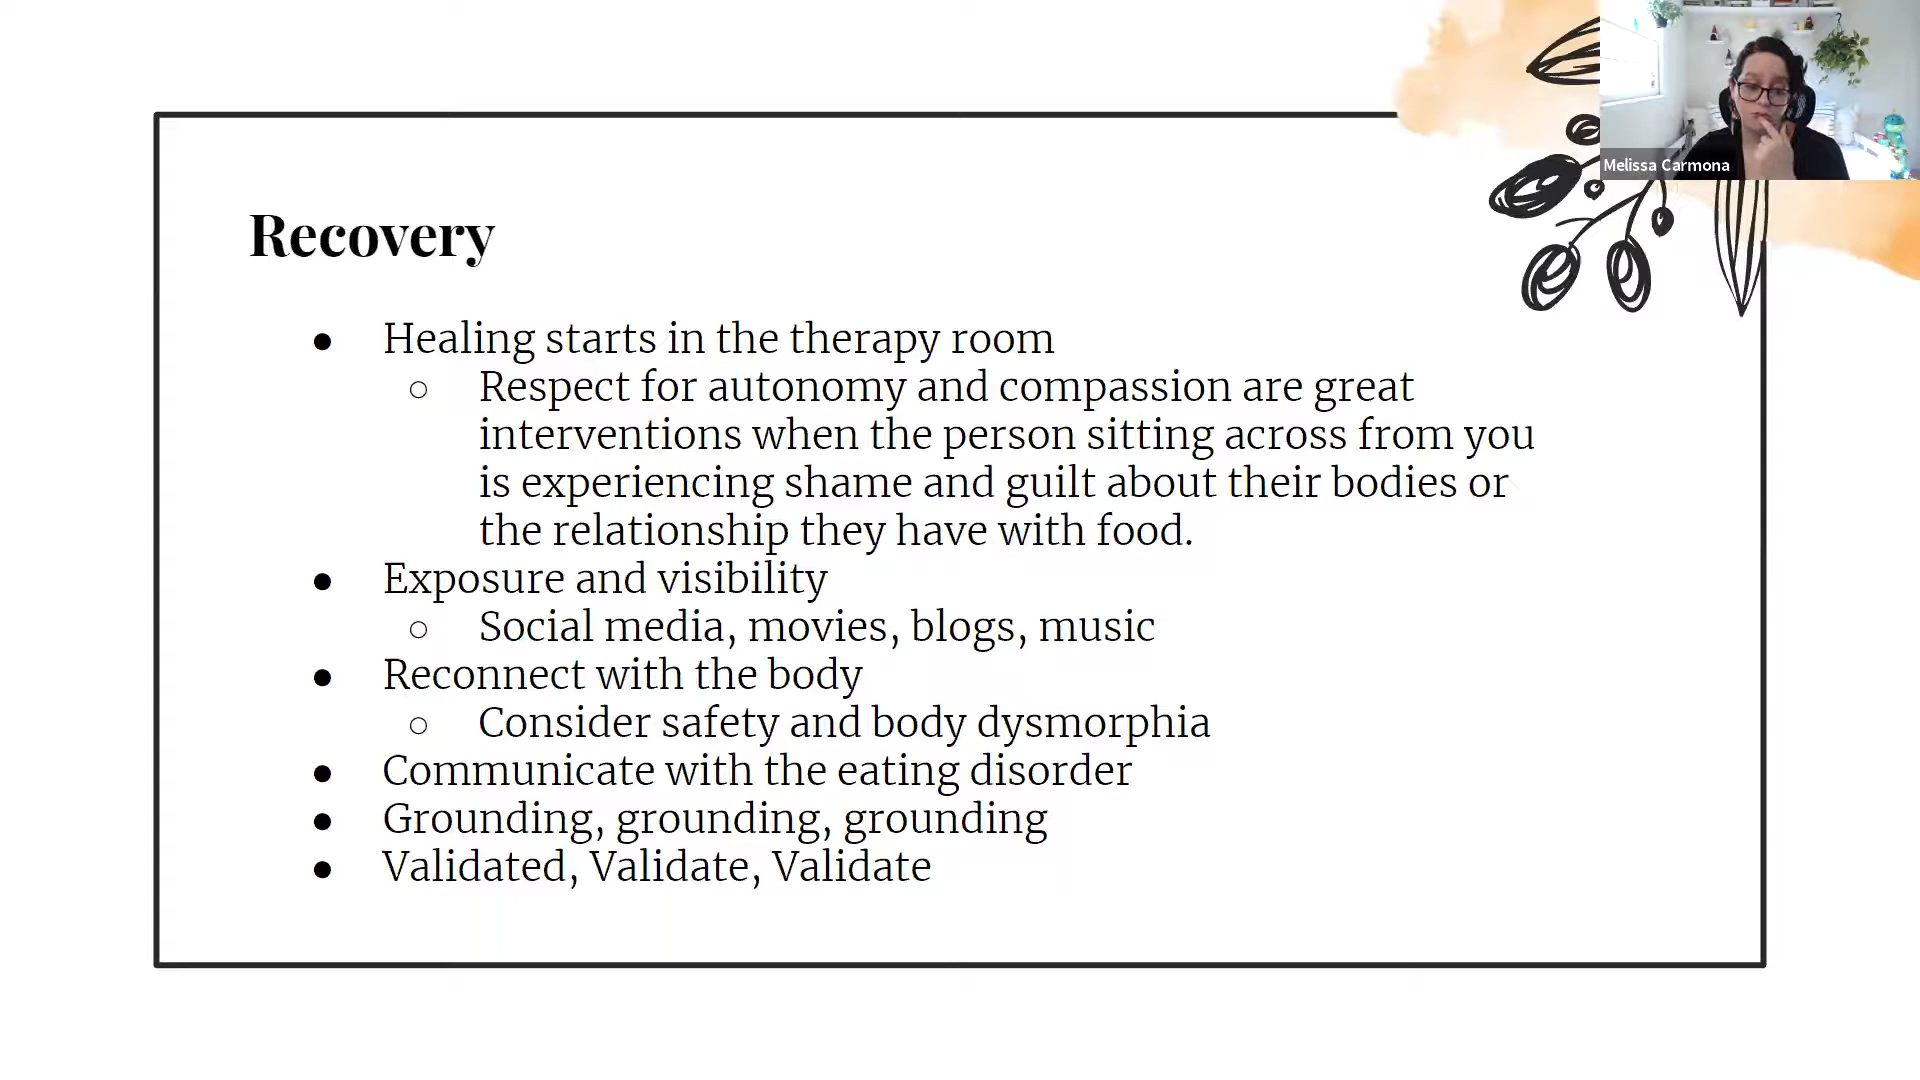 Melissa Carmona
Recovery
● Healing starts in the therapy room
○ Respect for autonomy and compassion are great
interventions when the person sitting across from you
is experiencing shame and guilt about their bodies or
the relationship they have with food.
● Exposure and visibility
○ Social media, movies, blogs, music
● Reconnect with the body
○ Consider safety and body dysmorphia
● Communicate with the eating disorder
● Grounding, grounding, grounding
● Validated, Validate, Validate